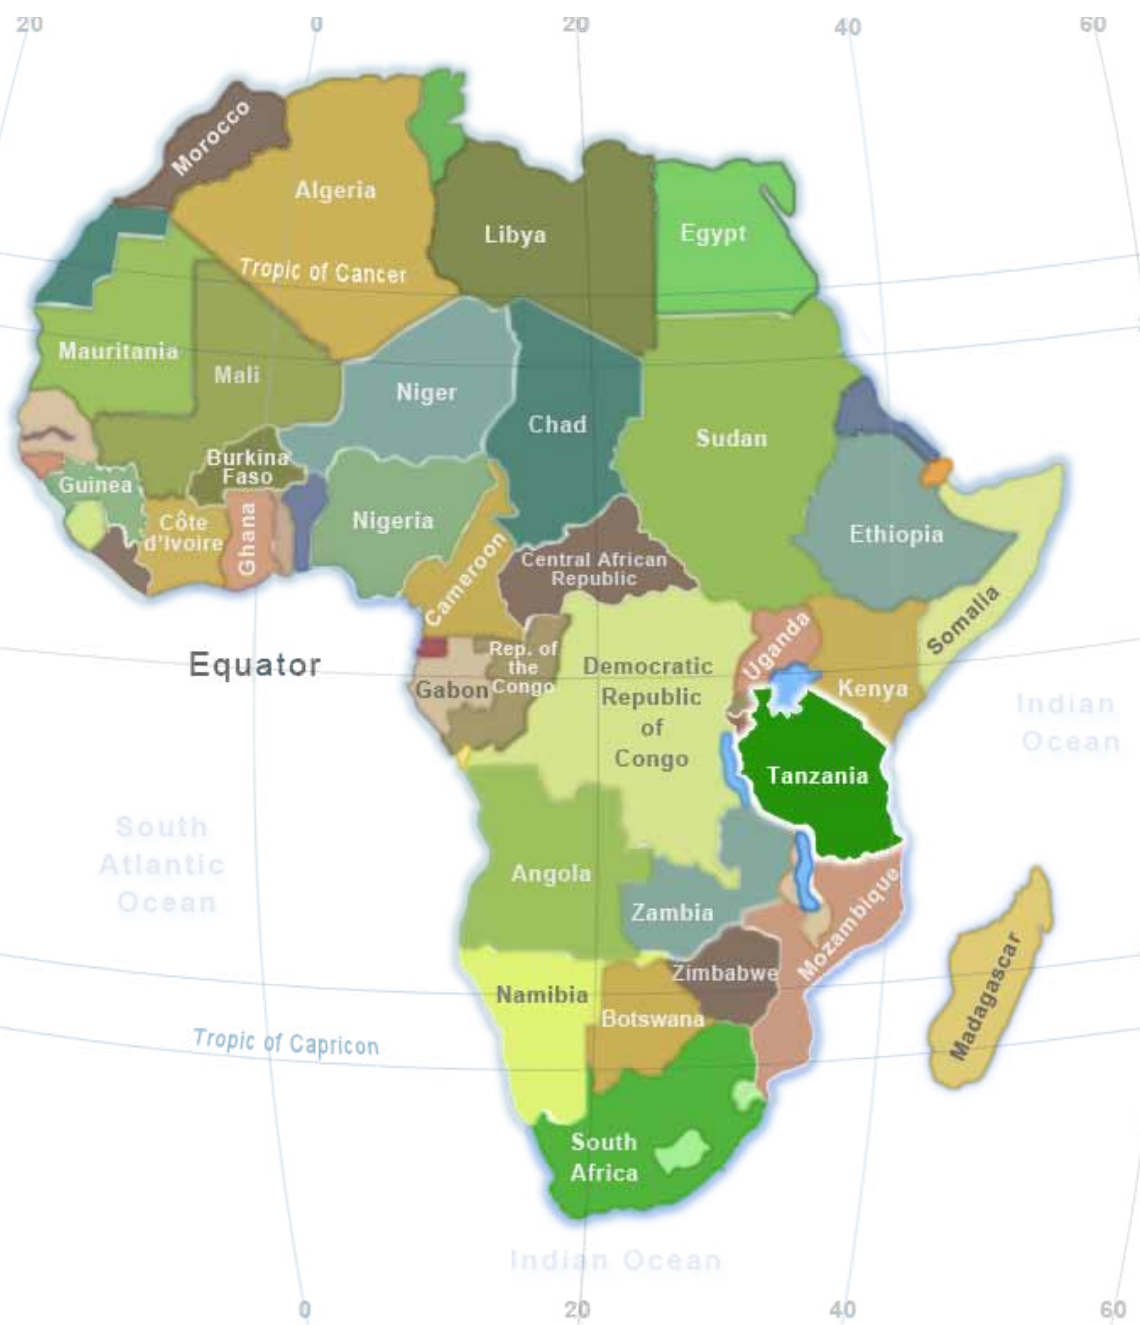 20
0
20
40
60
Morocco
Algeria
Libya
Egypt
Tropic of Cancer
Mauritania
Mali
Niger
Chad
Sudan
Burkina
Faso
Guinea
Nigeria
Côte
d'Ivoire
Ghana
Ethiopia
Cameroon
Central African
Republic
Somalia
Equator
Uganda
Rep. of
the
Congo
Gabon
Democratic
Republic
of
Congo
Kenya
Indian
Ocean
Tanzania
South
Atlantic
Ocean
Angola
Zambia
Mozambique
Zimbabwe
Namibia
Botswana
Madagascar
Tropic of Capricon
South
Africa
Indian Ocean
0
20
40
60